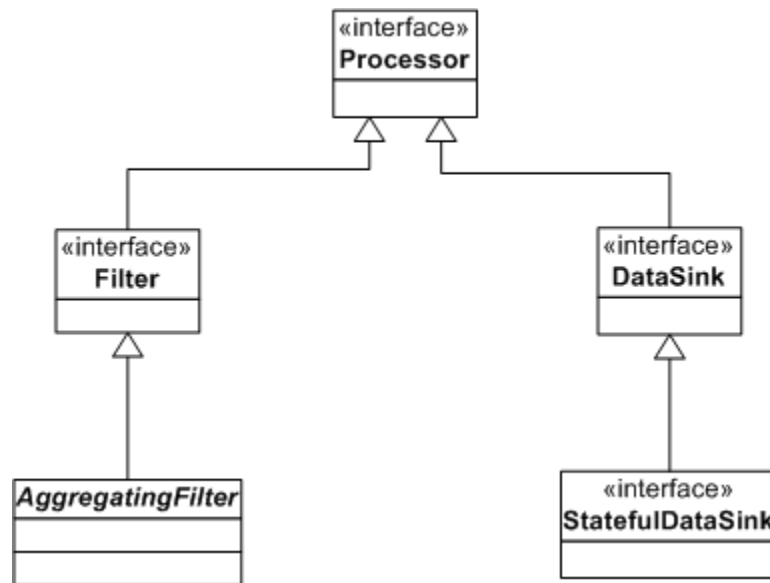 «interface»
Processor
«interface»
Filter
«interface»
DataSink
AggregatingFilter
«interface»
StatefulDataSink